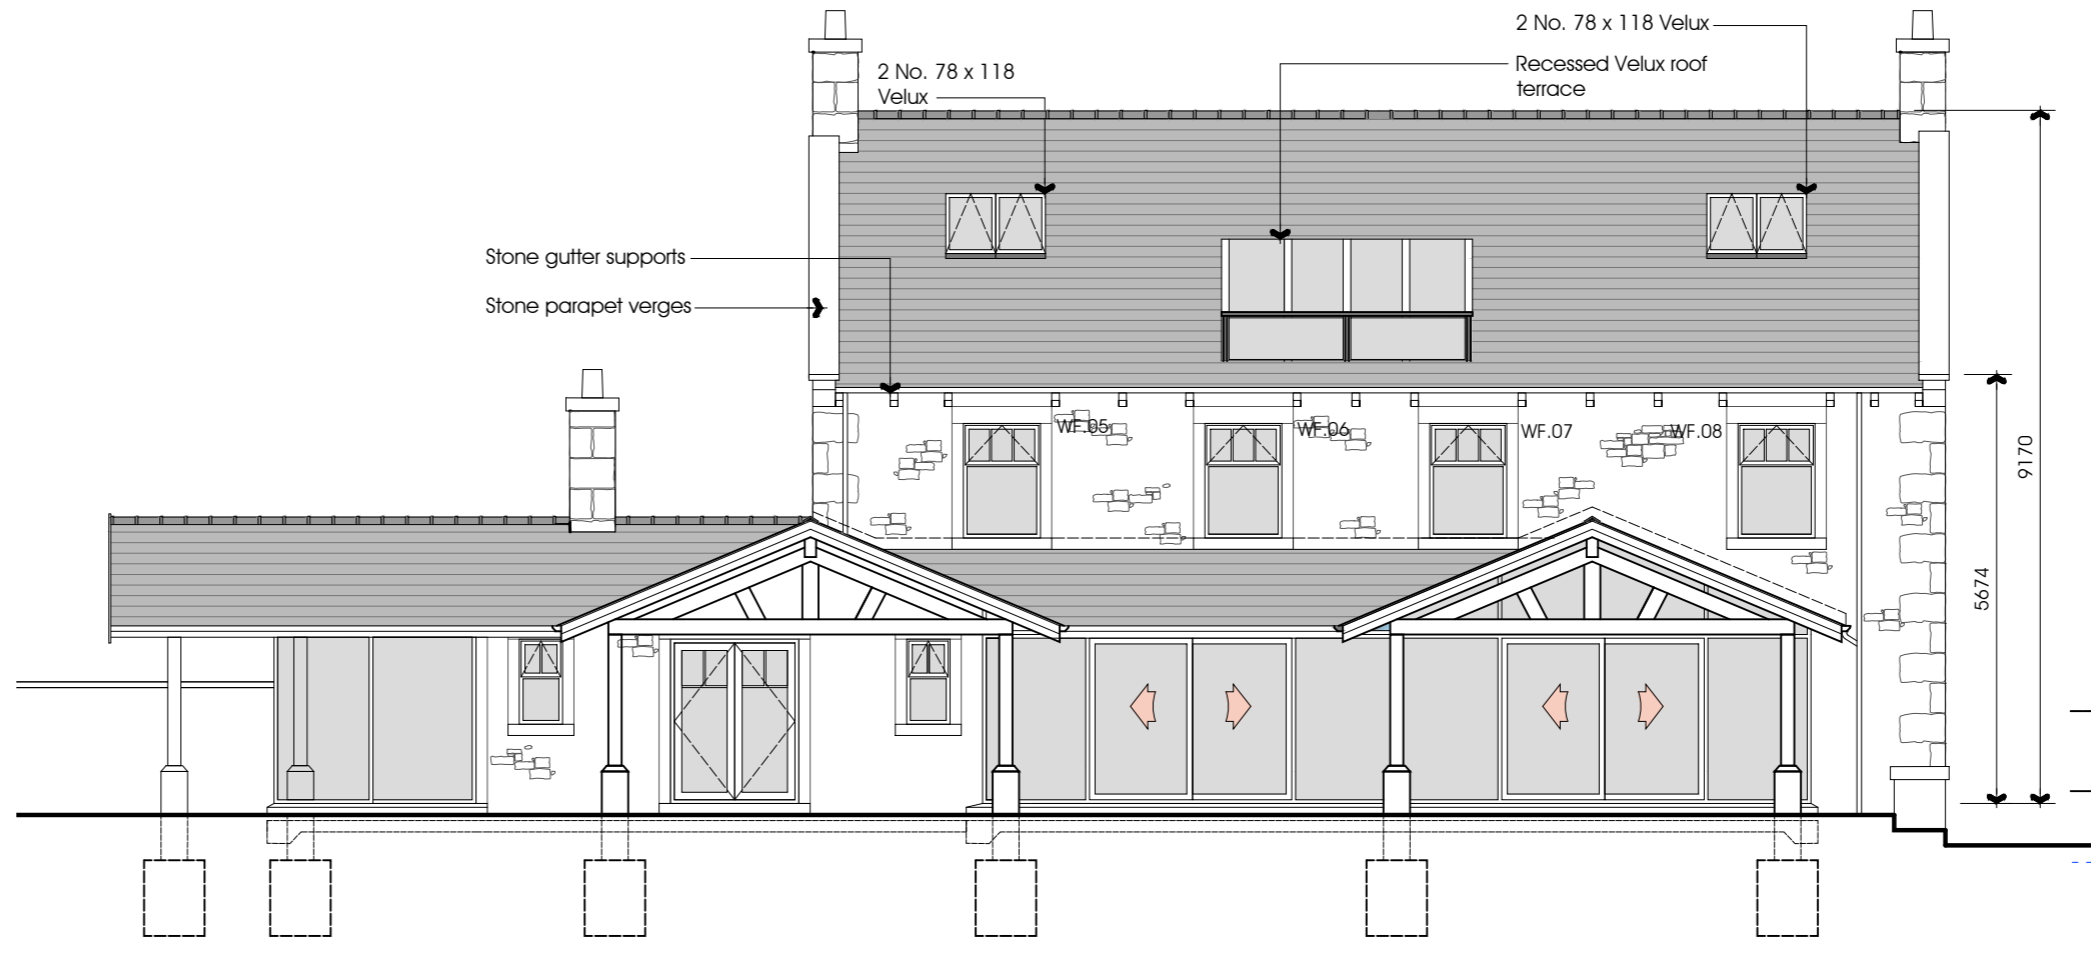 2 No. 78 x 118 Velux
Recessed Velux roof
terrace
2 No. 78 x 118
Velux
Stone gutter supports
Stone parapet verges
WF.05
WF.06
WF.07
WF.08
9170
5674